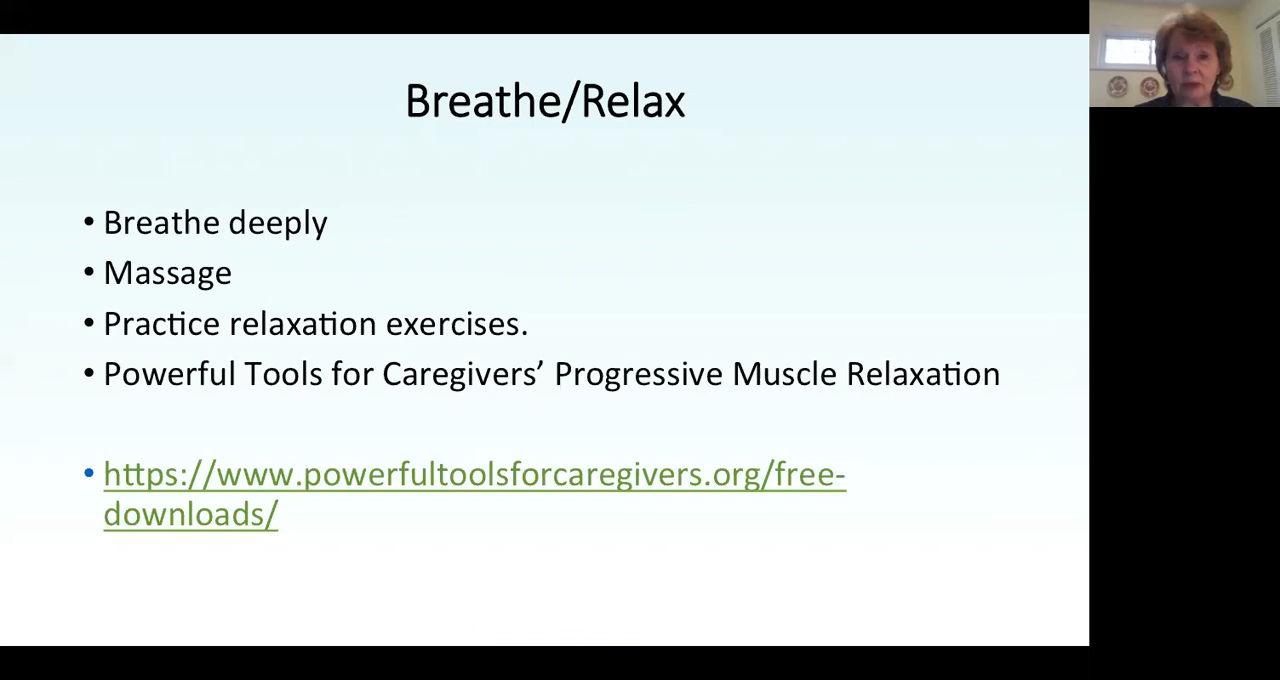 Breathe/Relax
• Breathe deeply
• Massage
• Practice relaxation exercises.
• Powerful Tools for Caregivers’ Progressive Muscle Relaxation
• https://www.powerfultoolsforcaregivers.org/free-
downloads/